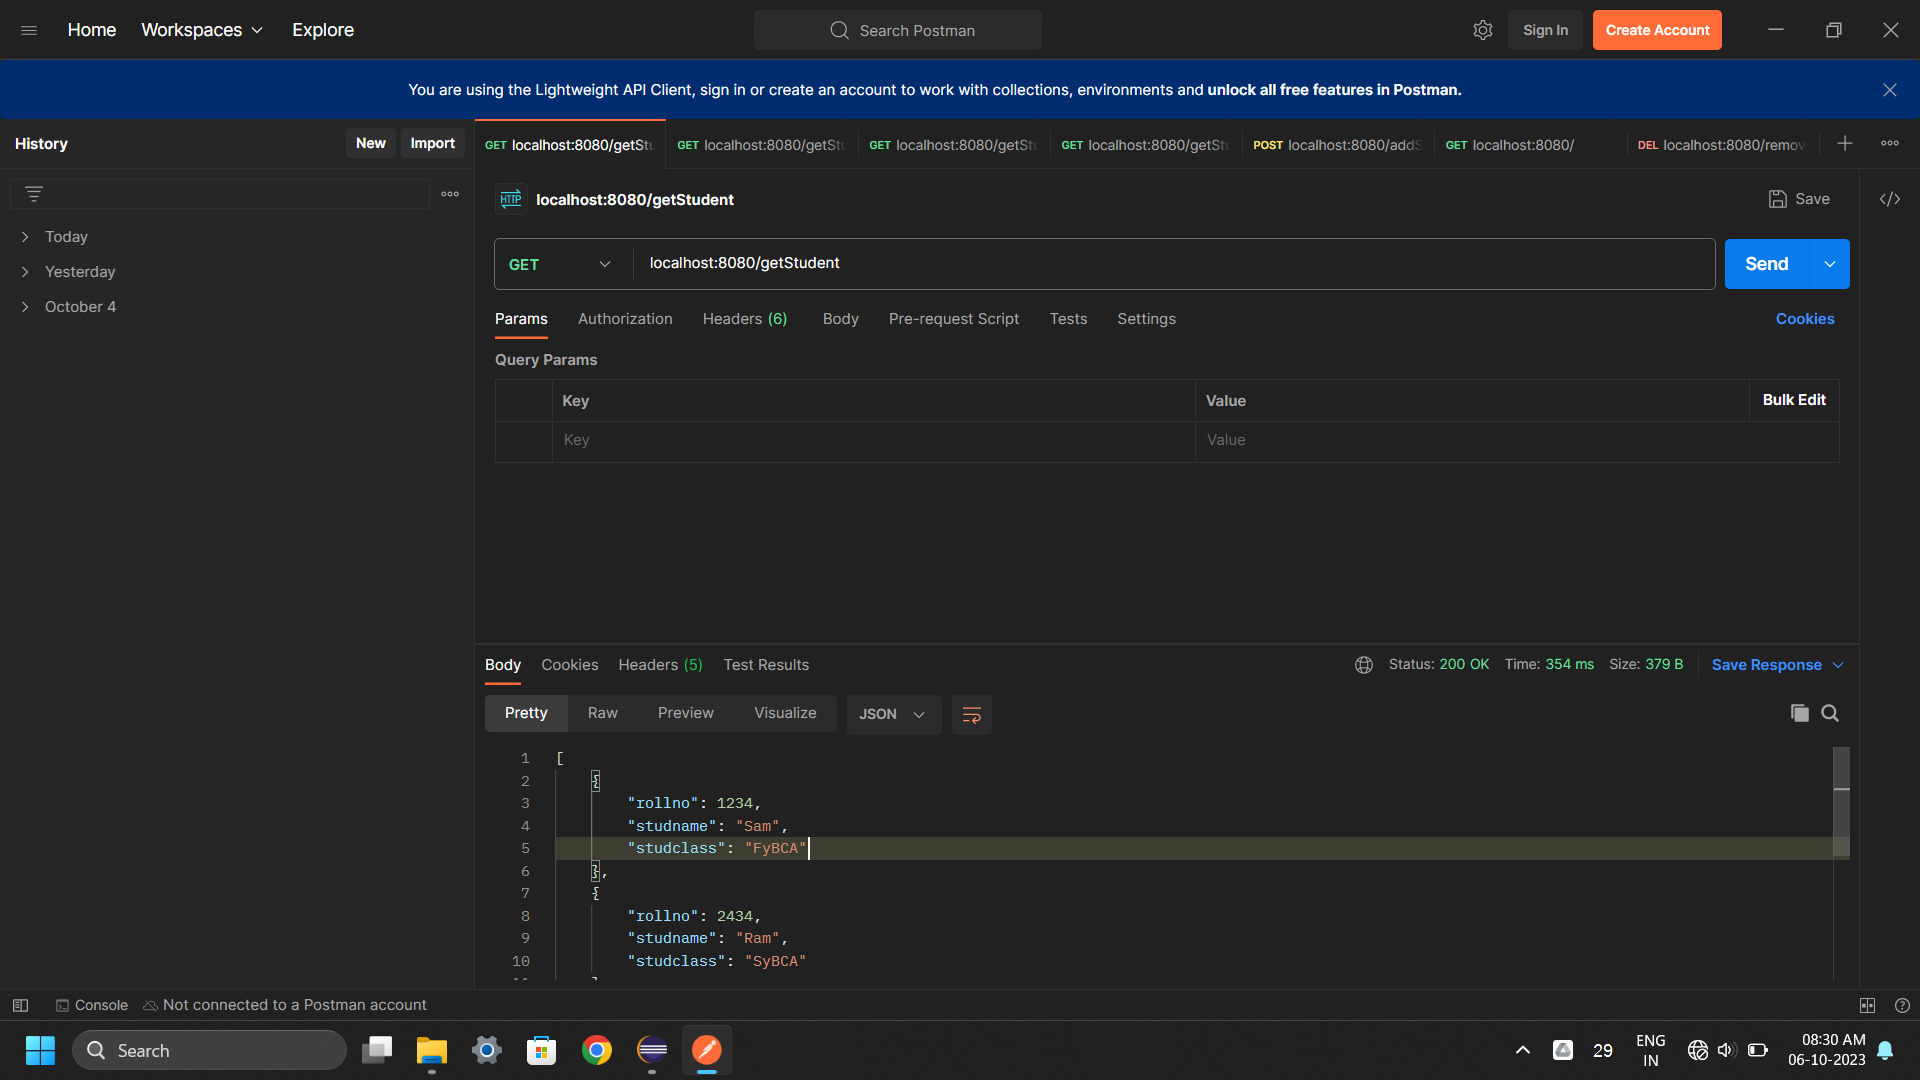 Home Workspaces Explore Search Postman Sign In Create Account
You are using the Lightweight API Client, sign in or create an account to work with collections, environments and unlock all free features in Postman.
History New Import GET localhost:8080/getStu GET localhost:8080/getStu GET localhost:8080/getStu GET localhost:8080/getStu POST localhost:8080/addS GET localhost:8080/ DEL localhost:8080/remov
HTTP localhost:8080/getStudent Save </>
Today
Yesterday
October 4
GET localhost:8080/getStudent Send
Params Authorization Headers (6) Body Pre-request Script Tests Settings Cookies
Query Params
Key Value Bulk Edit
Key Value
Body Cookies Headers (5) Test Results Status: 200 OK Time: 354 ms Size: 379 B Save Response
Pretty Raw Preview Visualize JSON
1 [
2 {
3 "rollno": 1234,
4 "studname": "Sam",
5 "studclass": "FyBCA"
6 },
7 {
8 "rollno": 2434,
9 "studname": "Ram",
10 "studclass": "SyBCA"
Console Not connected to a Postman account
Search 29 ENG IN 08:30 AM 06-10-2023